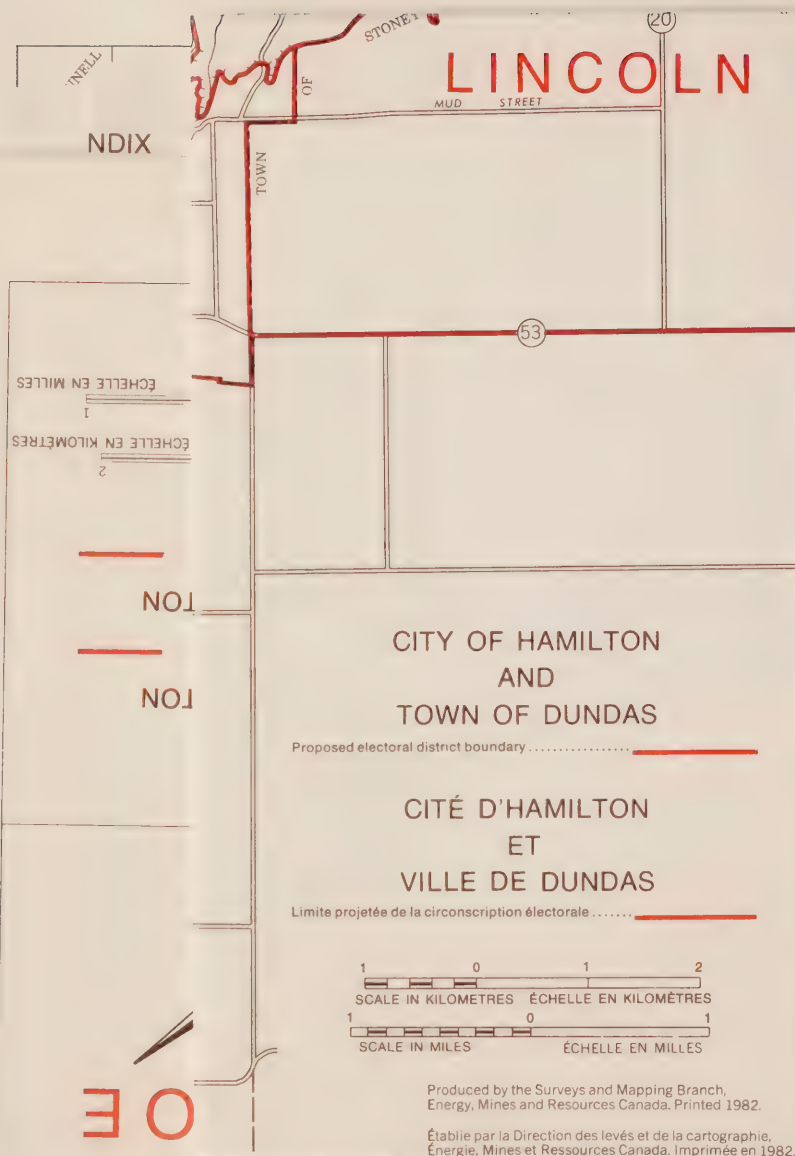 STONEY
20
LINCOLN
MUD STREET
OF
TOWN
NDIX
53
ÉCHELLE EN MILLES
1
ÉCHELLE EN KILOMÈTRES
2
TON
TON
CITY OF HAMILTON
AND
TOWN OF DUNDAS
Proposed electoral district boundary
CITÉ D'HAMILTON
ET
VILLE DE DUNDAS
Limite projetée de la circonscription électorale
1 0 1 2
SCALE IN KILOMETRES ÉCHELLE EN KILOMÈTRES
1 0 1
SCALE IN MILES ÉCHELLE EN MILLES
Produced by the Surveys and Mapping Branch,
Energy, Mines and Resources Canada. Printed 1982.
Établie par la Direction des levés et de la cartographie,
Énergie, Mines et Ressources Canada. Imprimée en 1982.